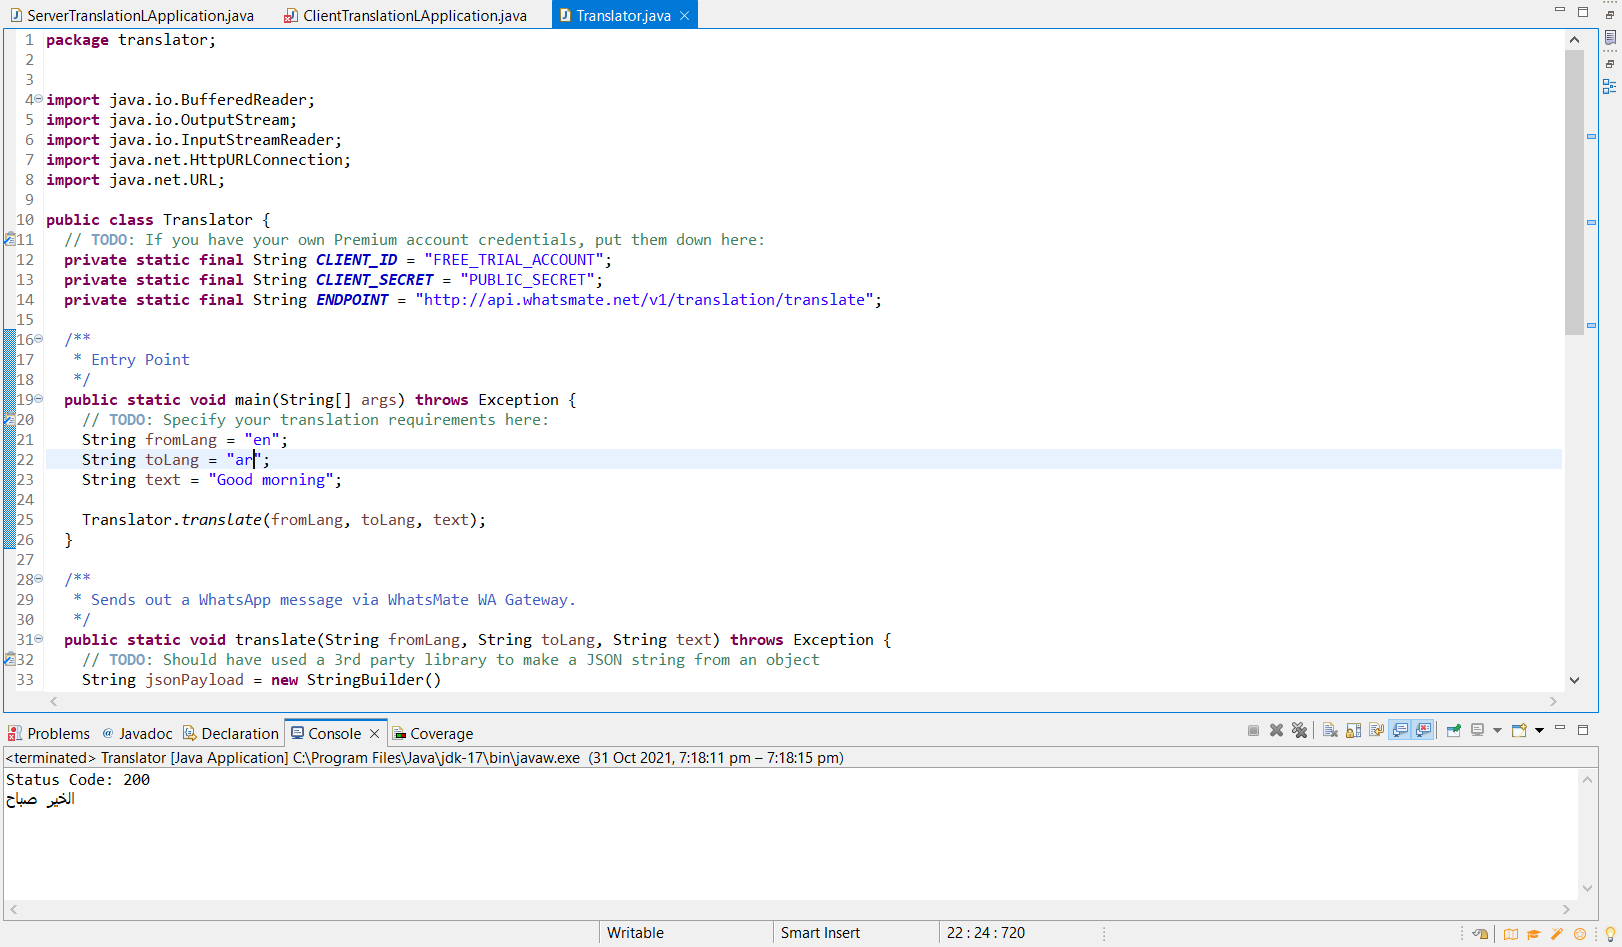 ServerTranslationLApplication.java ClientTranslationLApplication.java Translator.java
1 package translator;
2
3
4 import java.io.BufferedReader;
5 import java.io.OutputStream;
6 import java.io.InputStreamReader;
7 import java.net.HttpURLConnection;
8 import java.net.URL;
9
10 public class Translator {
11 // TODO: If you have your own Premium account credentials, put them down here:
12 private static final String CLIENT_ID = "FREE_TRIAL_ACCOUNT";
13 private static final String CLIENT_SECRET = "PUBLIC_SECRET";
14 private static final String ENDPOINT = "http://api.whatsmate.net/v1/translation/translate";
15
16 /**
17 * Entry Point
18 */
19 public static void main(String[] args) throws Exception {
20 // TODO: Specify your translation requirements here:
21 String fromLang = "en";
22 String toLang = "ar";
23 String text = "Good morning";
24
25 Translator.translate(fromLang, toLang, text);
26 }
27
28 /**
29 * Sends out a WhatsApp message via WhatsMate WA Gateway.
30 */
31 public static void translate(String fromLang, String toLang, String text) throws Exception {
32 // TODO: Should have used a 3rd party library to make a JSON string from an object
33 String jsonPayload = new StringBuilder()
Problems @ Javadoc Declaration Console Coverage
<terminated> Translator [Java Application] C:\Program Files\Java\jdk-17\bin\javaw.exe (31 Oct 2021, 7:18:11 pm – 7:18:15 pm)
Status Code: 200
الخير صباح
Writable Smart Insert 22 : 24 : 720